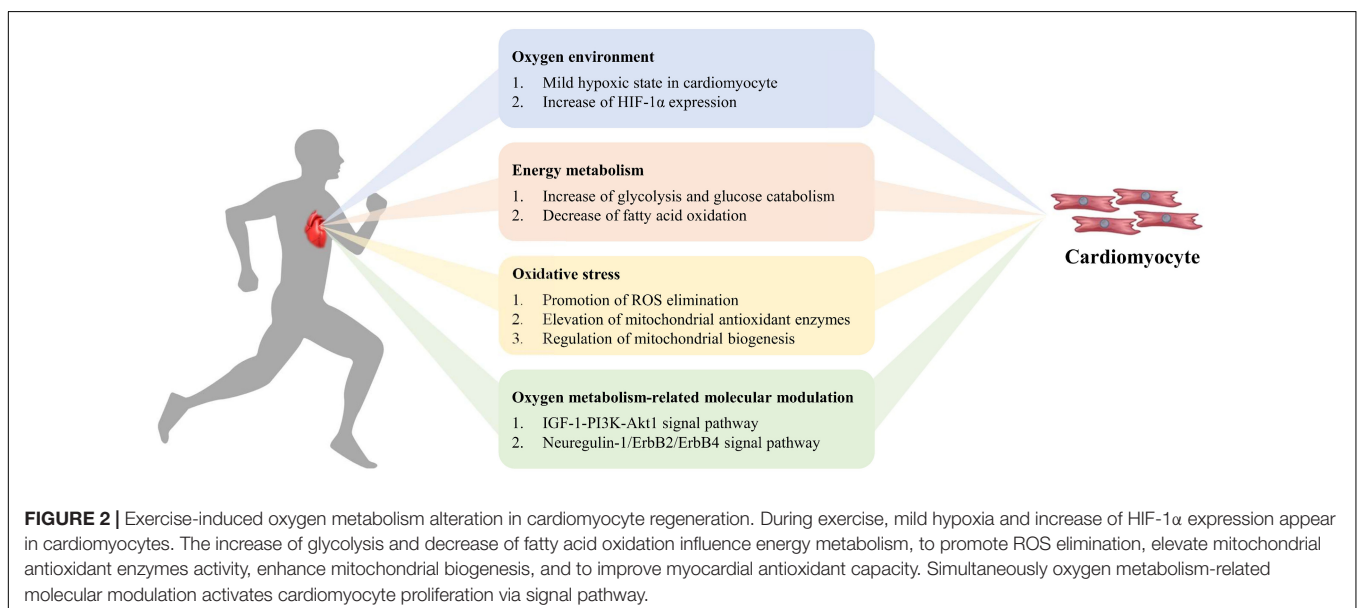 Oxygen environment
1. Mild hypoxic state in cardiomyocyte
2. Increase of HIF-1α expression
Energy metabolism
1. Increase of glycolysis and glucose catabolism
2. Decrease of fatty acid oxidation
Oxidative stress
1. Promotion of ROS elimination
2. Elevation of mitochondrial antioxidant enzymes
3. Regulation of mitochondrial biogenesis
Oxygen metabolism-related molecular modulation
1. IGF-1-PI3K-Akt1 signal pathway
2. Neuregulin-1/ErbB2/ErbB4 signal pathway
Cardiomyocyte
FIGURE 2 | Exercise-induced oxygen metabolism alteration in cardiomyocyte regeneration. During exercise, mild hypoxia and increase of HIF-1α expression appear
in cardiomyocytes. The increase of glycolysis and decrease of fatty acid oxidation influence energy metabolism, to promote ROS elimination, elevate mitochondrial
antioxidant enzymes activity, enhance mitochondrial biogenesis, and to improve myocardial antioxidant capacity. Simultaneously oxygen metabolism-related
molecular modulation activates cardiomyocyte proliferation via signal pathway.